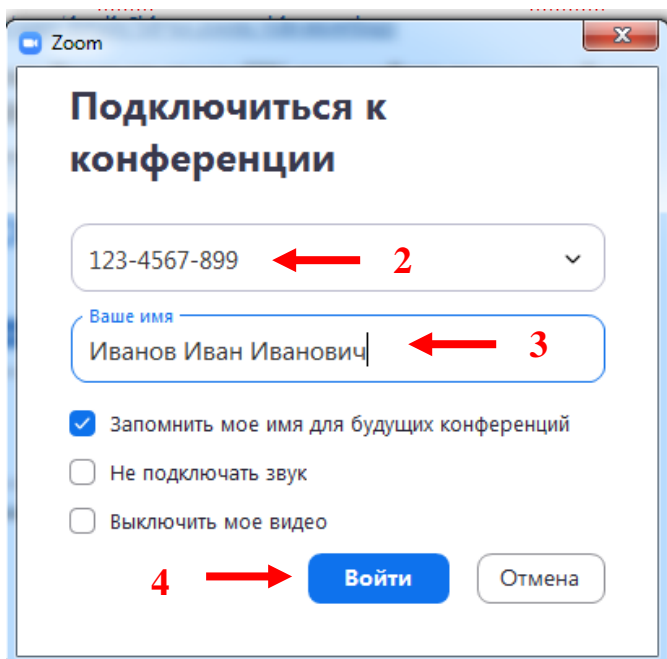 Zoom
Подключиться к
конференции
123-4567-899
2
Ваше имя
Иванов Иван Иванович
3
Запомнить мое имя для будущих конференций
Не подключать звук
Выключить мое видео
4
Войти
Отмена